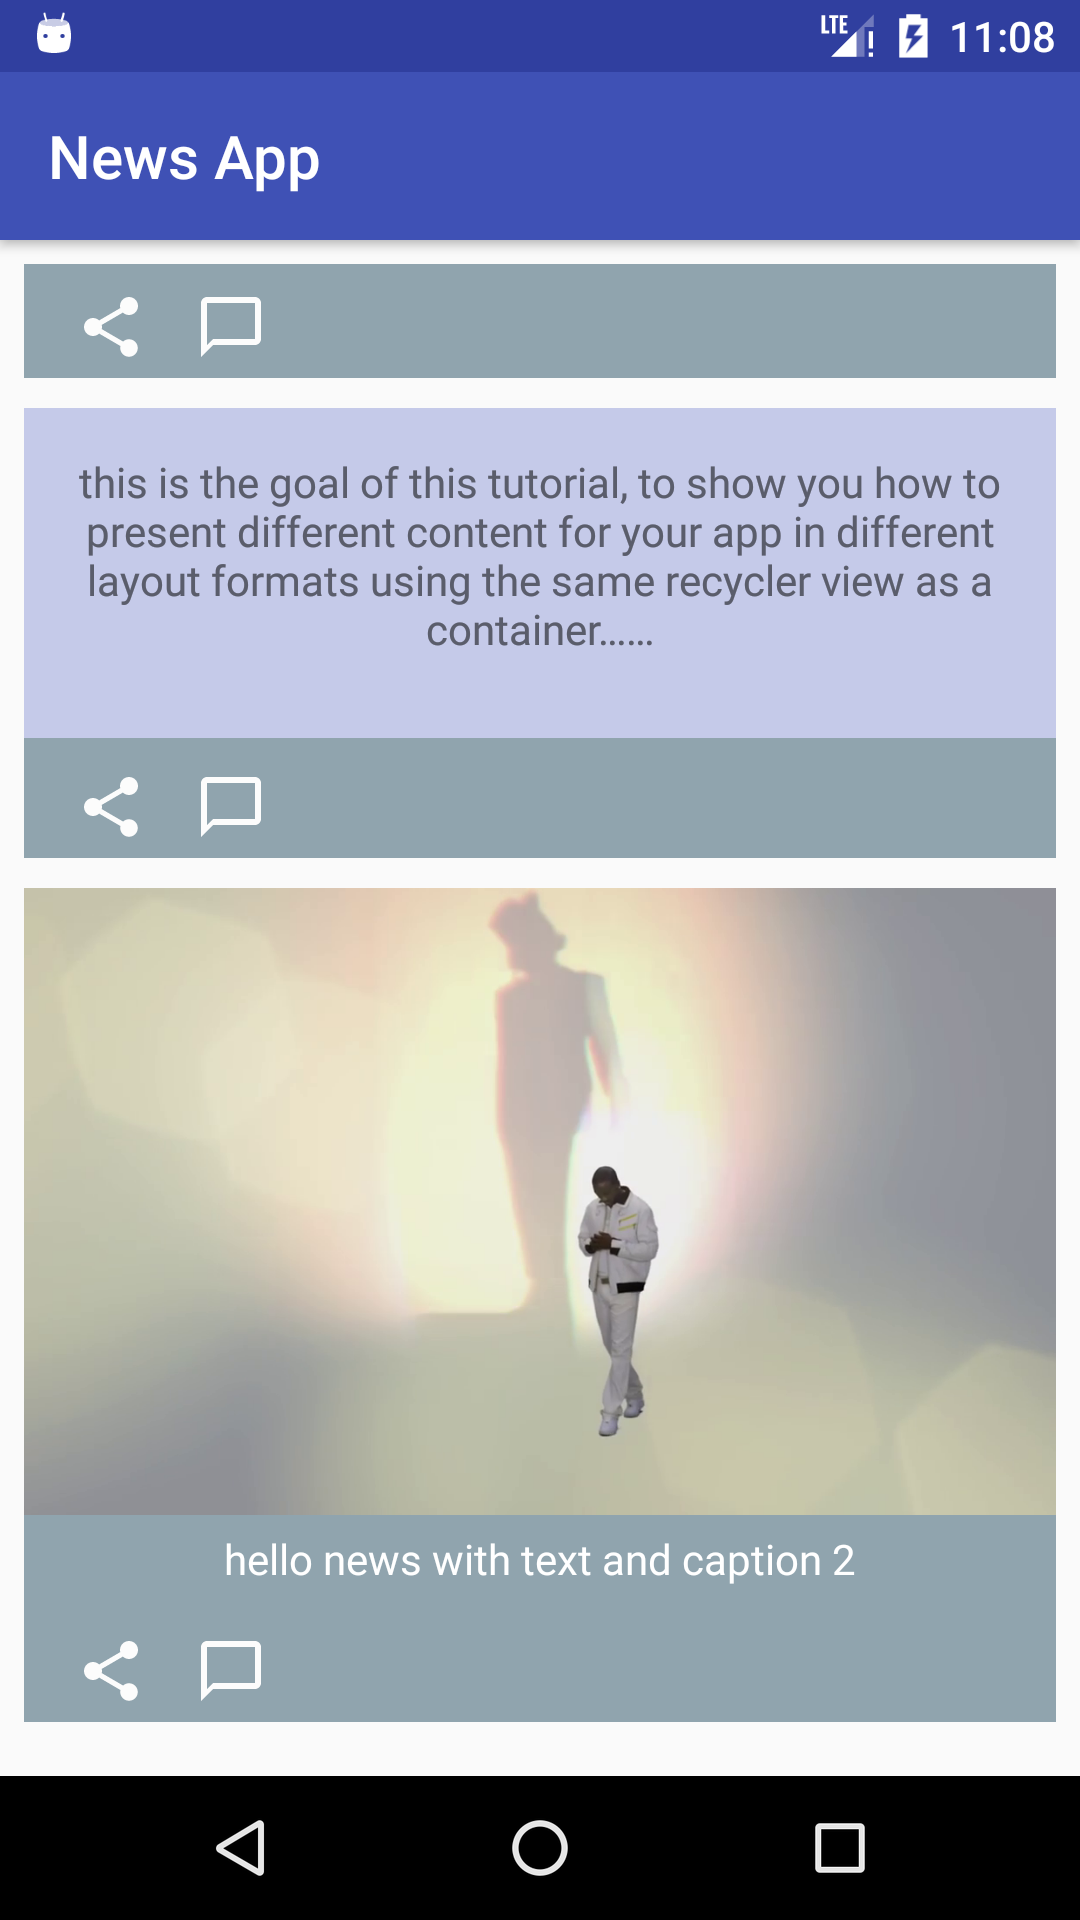 LTE 11:08
News App
this is the goal of this tutorial, to show you how to
present different content for your app in different
layout formats using the same recycler view as a
container......
hello news with text and caption 2